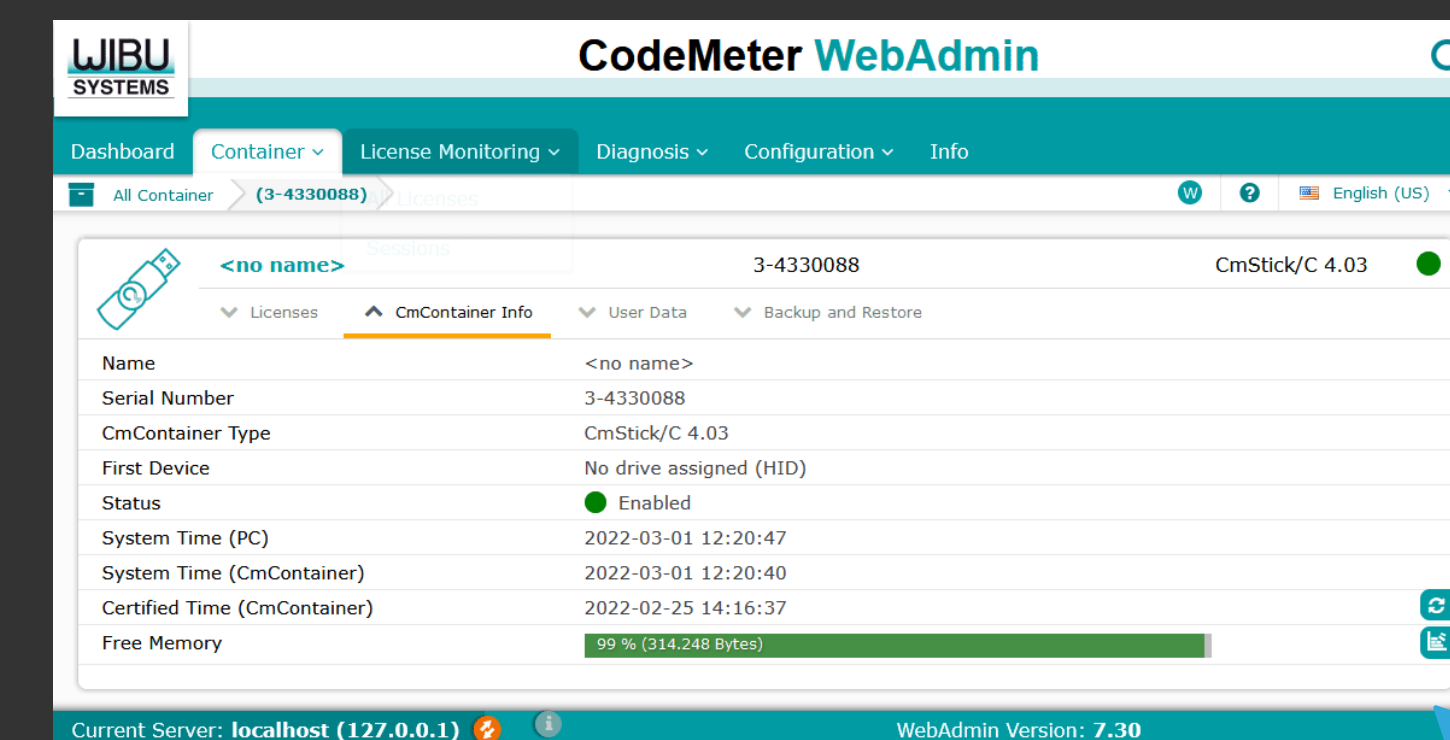 WIBU
SYSTEMS
CodeMeter WebAdmin
Dashboard Container License Monitoring Diagnosis Configuration Info
All Container (3-4330088) All Licenses W ? English (US)
Sessions
<no name> 3-4330088 CmStick/C 4.03
Licenses CmContainer Info User Data Backup and Restore
Name <no name>
Serial Number 3-4330088
CmContainer Type CmStick/C 4.03
First Device No drive assigned (HID)
Status Enabled
System Time (PC) 2022-03-01 12:20:47
System Time (CmContainer) 2022-03-01 12:20:40
Certified Time (CmContainer) 2022-02-25 14:16:37
Free Memory 99 % (314.248 Bytes)
Current Server: localhost (127.0.0.1) i WebAdmin Version: 7.30